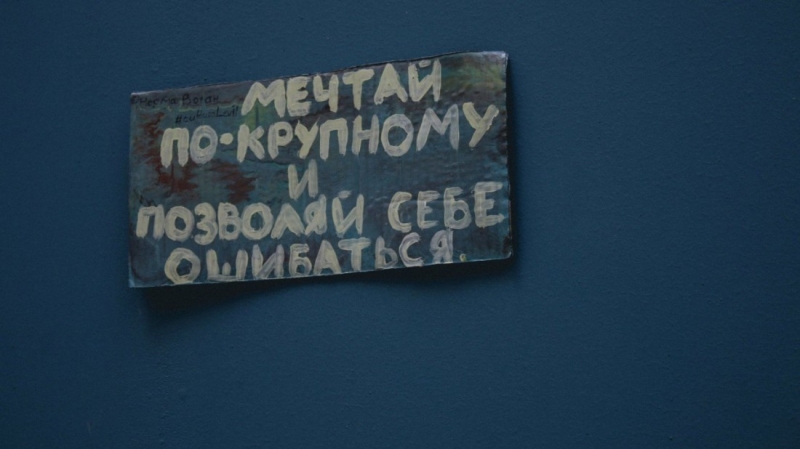 МЕЧТАЙ
ПО-КРУПНОМУ
И
ПОЗВОЛЯЙ СЕБЕ
ОШИБАТЬСЯ.